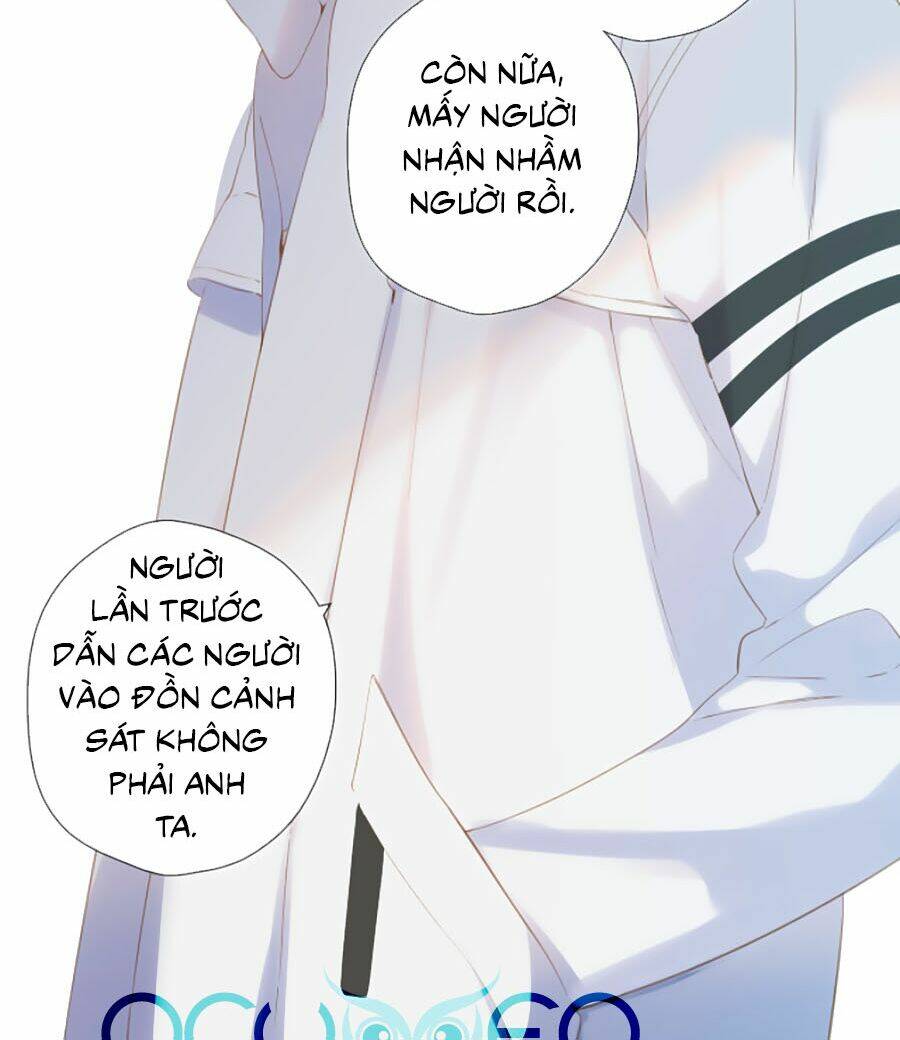 CÒN NỮA,
MẤY NGƯỜI
NHẬN NHẦM
NGƯỜI RỒI.
NGƯỜI
LẦN TRƯỚC
DẪN CÁC NGƯỜI
VÀO ĐỒN CẢNH
SÁT KHÔNG
PHẢI ANH
TA.